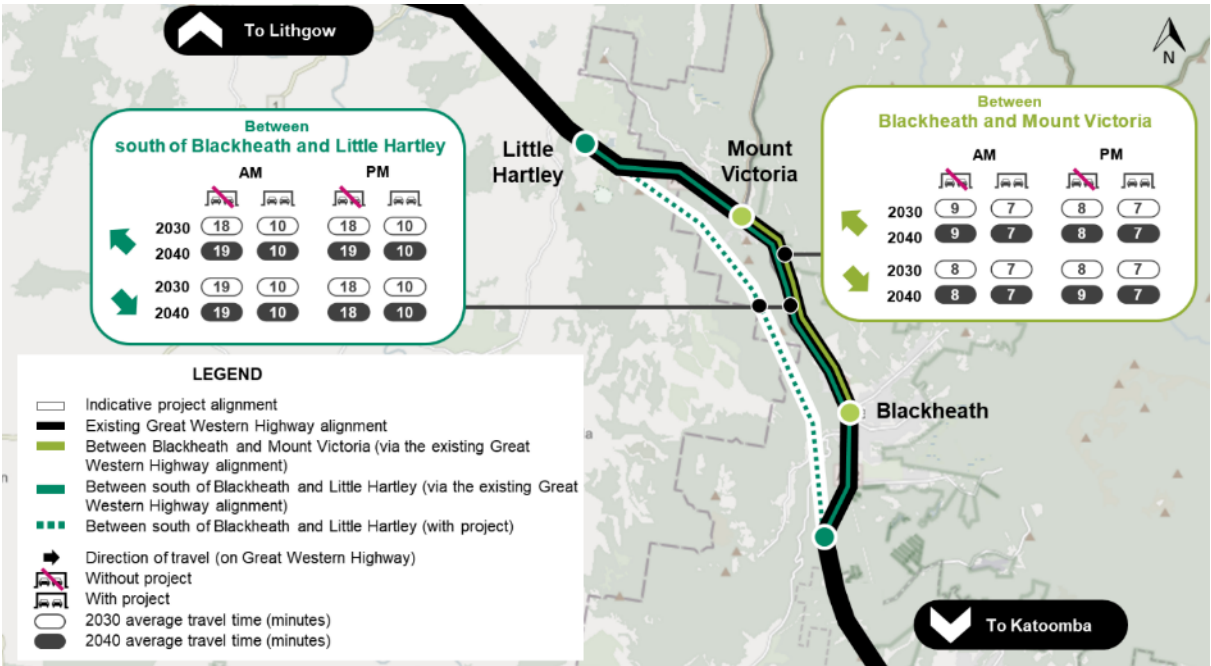 To Lithgow
N
1
Between
south of Blackheath and Little Hartley
AM PM
2030 18 10 18 10
2040 19 10 19 10
2030 19 10 18 10
2040 19 10 18 10
Little
Hartley
Mount
Victoria
Between
Blackheath and Mount Victoria
AM PM
2030 9 7 8 7
2040 9 7 8 7
2030 8 7 8 7
2040 8 7 9 7
Blackheath
LEGEND
Indicative project alignment
Existing Great Western Highway alignment
Between Blackheath and Mount Victoria (via the existing Great
Western Highway alignment)
Between south of Blackheath and Little Hartley (via the existing Great
Western Highway alignment)
Between south of Blackheath and Little Hartley (with project)
Direction of travel (on Great Western Highway)
Without project
With project
2030 average travel time (minutes)
2040 average travel time (minutes)
To Katoomba